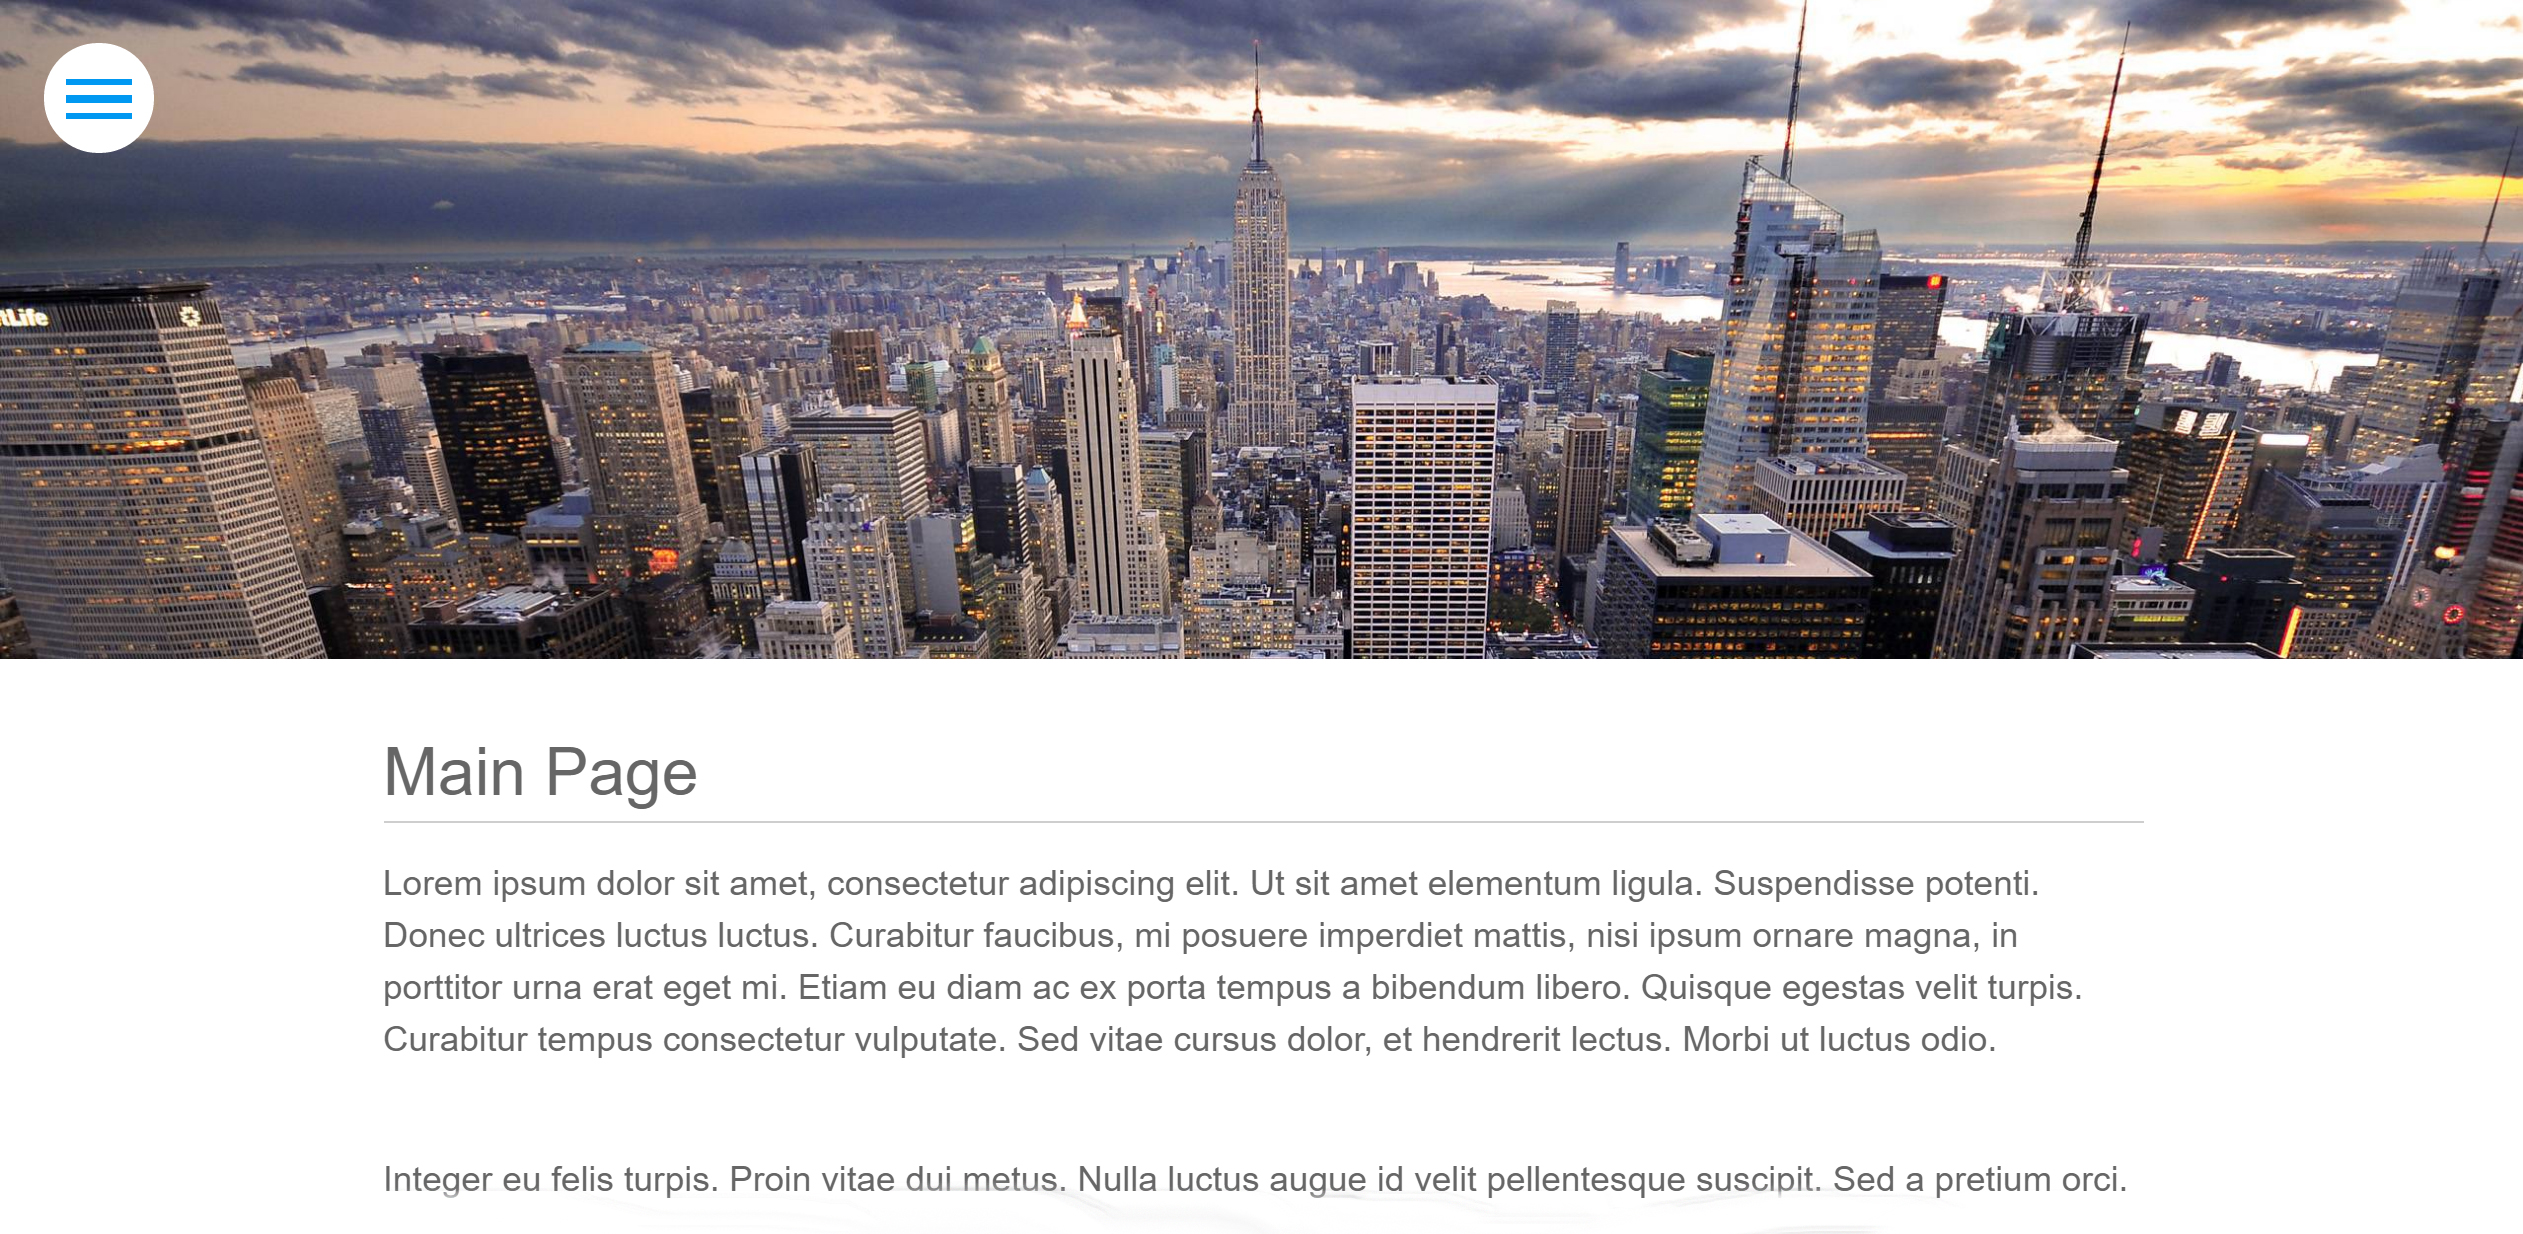 tLife
Main Page
Lorem ipsum dolor sit amet, consectetur adipiscing elit. Ut sit amet elementum ligula. Suspendisse potenti.
Donec ultrices luctus luctus. Curabitur faucibus, mi posuere imperdiet mattis, nisi ipsum ornare magna, in
porttitor urna erat eget mi. Etiam eu diam ac ex porta tempus a bibendum libero. Quisque egestas velit turpis.
Curabitur tempus consectetur vulputate. Sed vitae cursus dolor, et hendrerit lectus. Morbi ut luctus odio.
Integer eu felis turpis. Proin vitae dui metus. Nulla luctus augue id velit pellentesque suscipit. Sed a pretium orci.